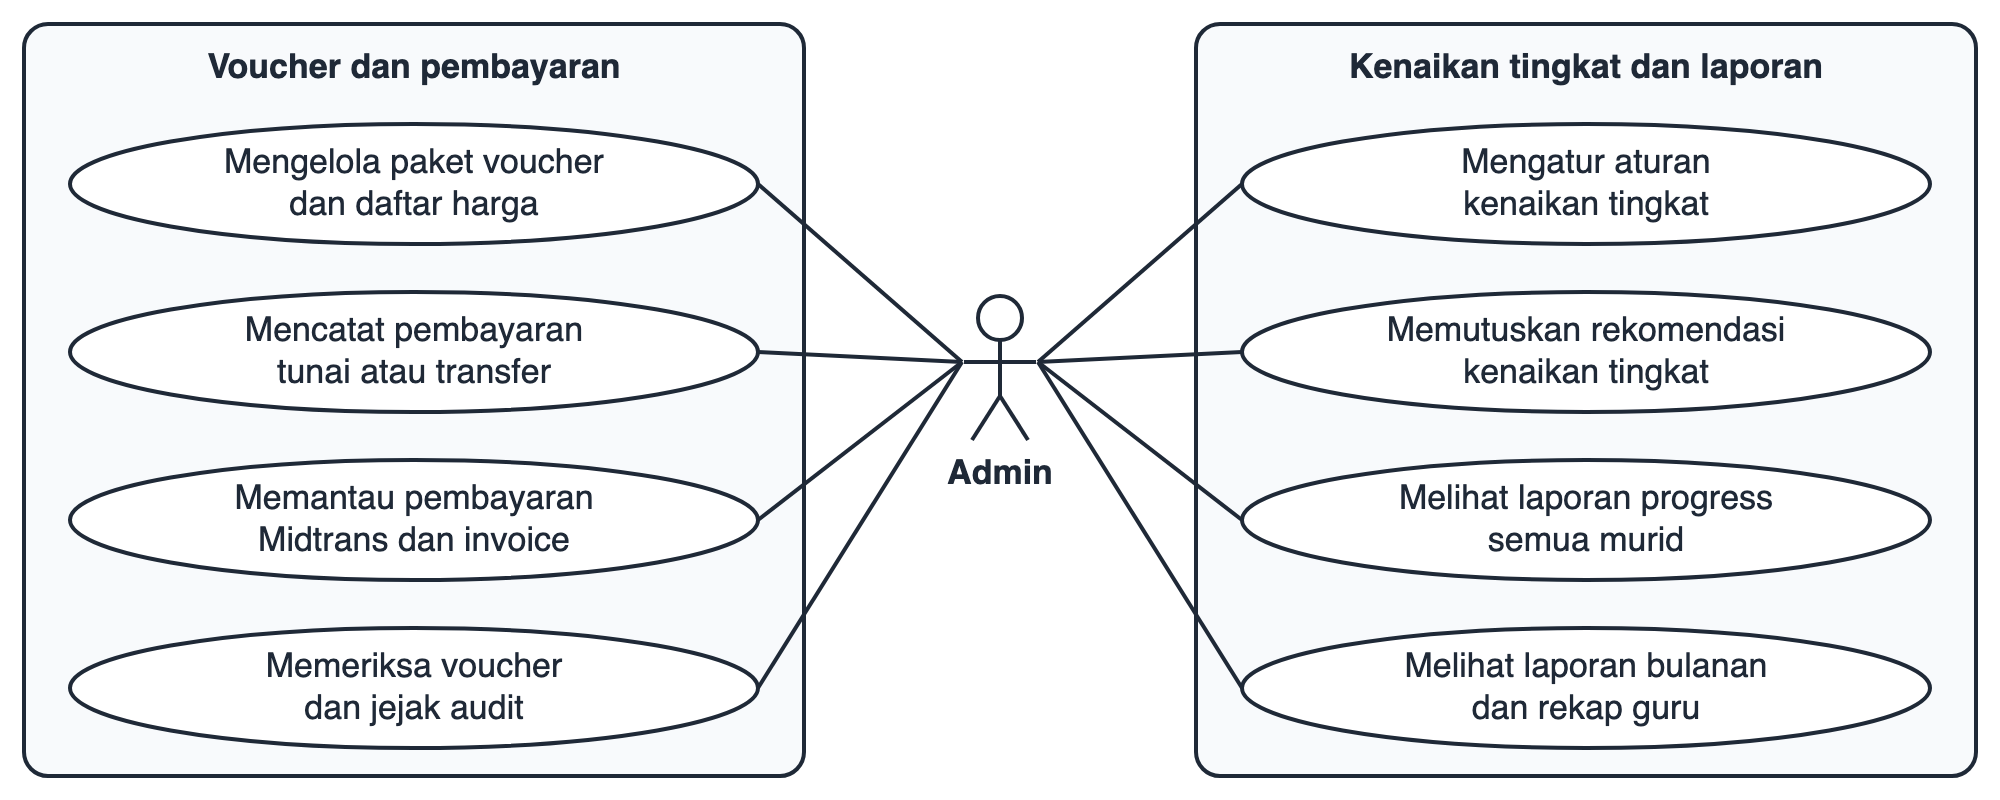 Voucher dan pembayaran
Mengelola paket voucher
dan daftar harga
Mencatat pembayaran
tunai atau transfer
Memantau pembayaran
Midtrans dan invoice
Memeriksa voucher
dan jejak audit
Admin
Kenaikan tingkat dan laporan
Mengatur aturan
kenaikan tingkat
Memutuskan rekomendasi
kenaikan tingkat
Melihat laporan progress
semua murid
Melihat laporan bulanan
dan rekap guru